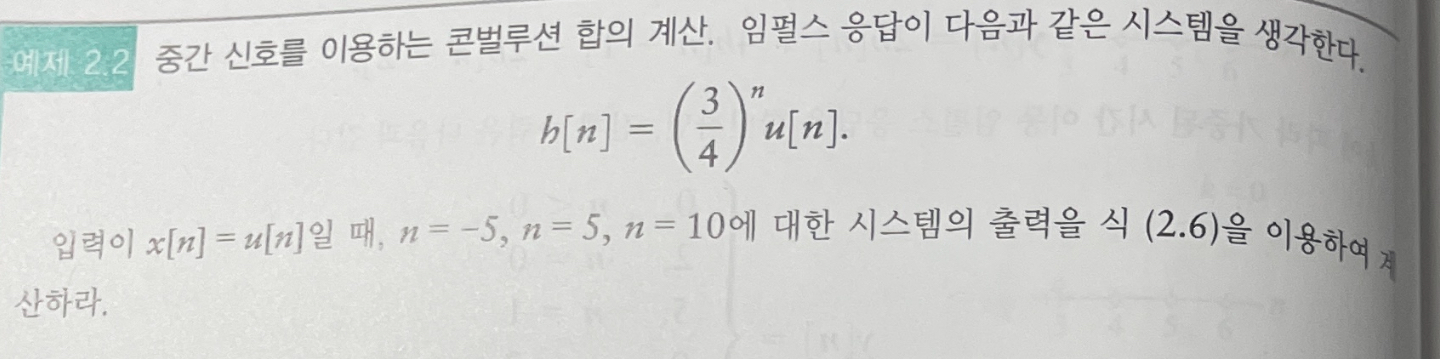 예제 2.2 중간 신호를 이용하는 콘벌루션 합의 계산. 임펄스 응답이 다음과 같은 시스템을 생각한다.
h[n] = (3/4)^n u[n].
입력이 x[n] = u[n]일 때, n = –5, n = 5, n = 10에 대한 시스템의 출력을 식 (2.6)을 이용하여 계
산하라.